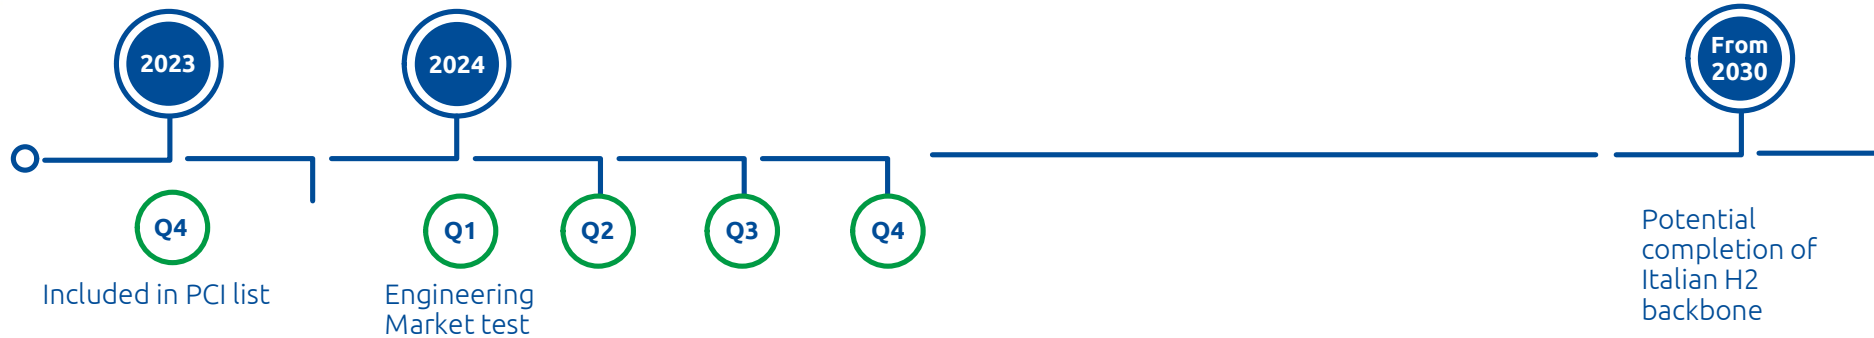 2023
2024
From
2030
Q4
Q1
Q2
Q3
Q4
Included in PCI list
Engineering
Market test
Potential
completion of
Italian H2
backbone